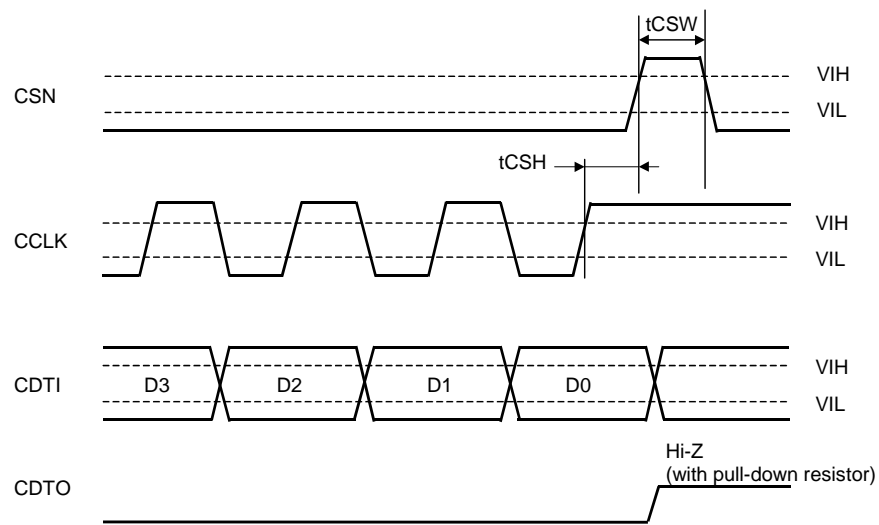 tCSW
CSN
VIH
VIL
tCSH
CCLK
VIH
VIL
CDTI
D3
D2
D1
D0
VIH
VIL
CDTO
Hi-Z
(with pull-down resistor)